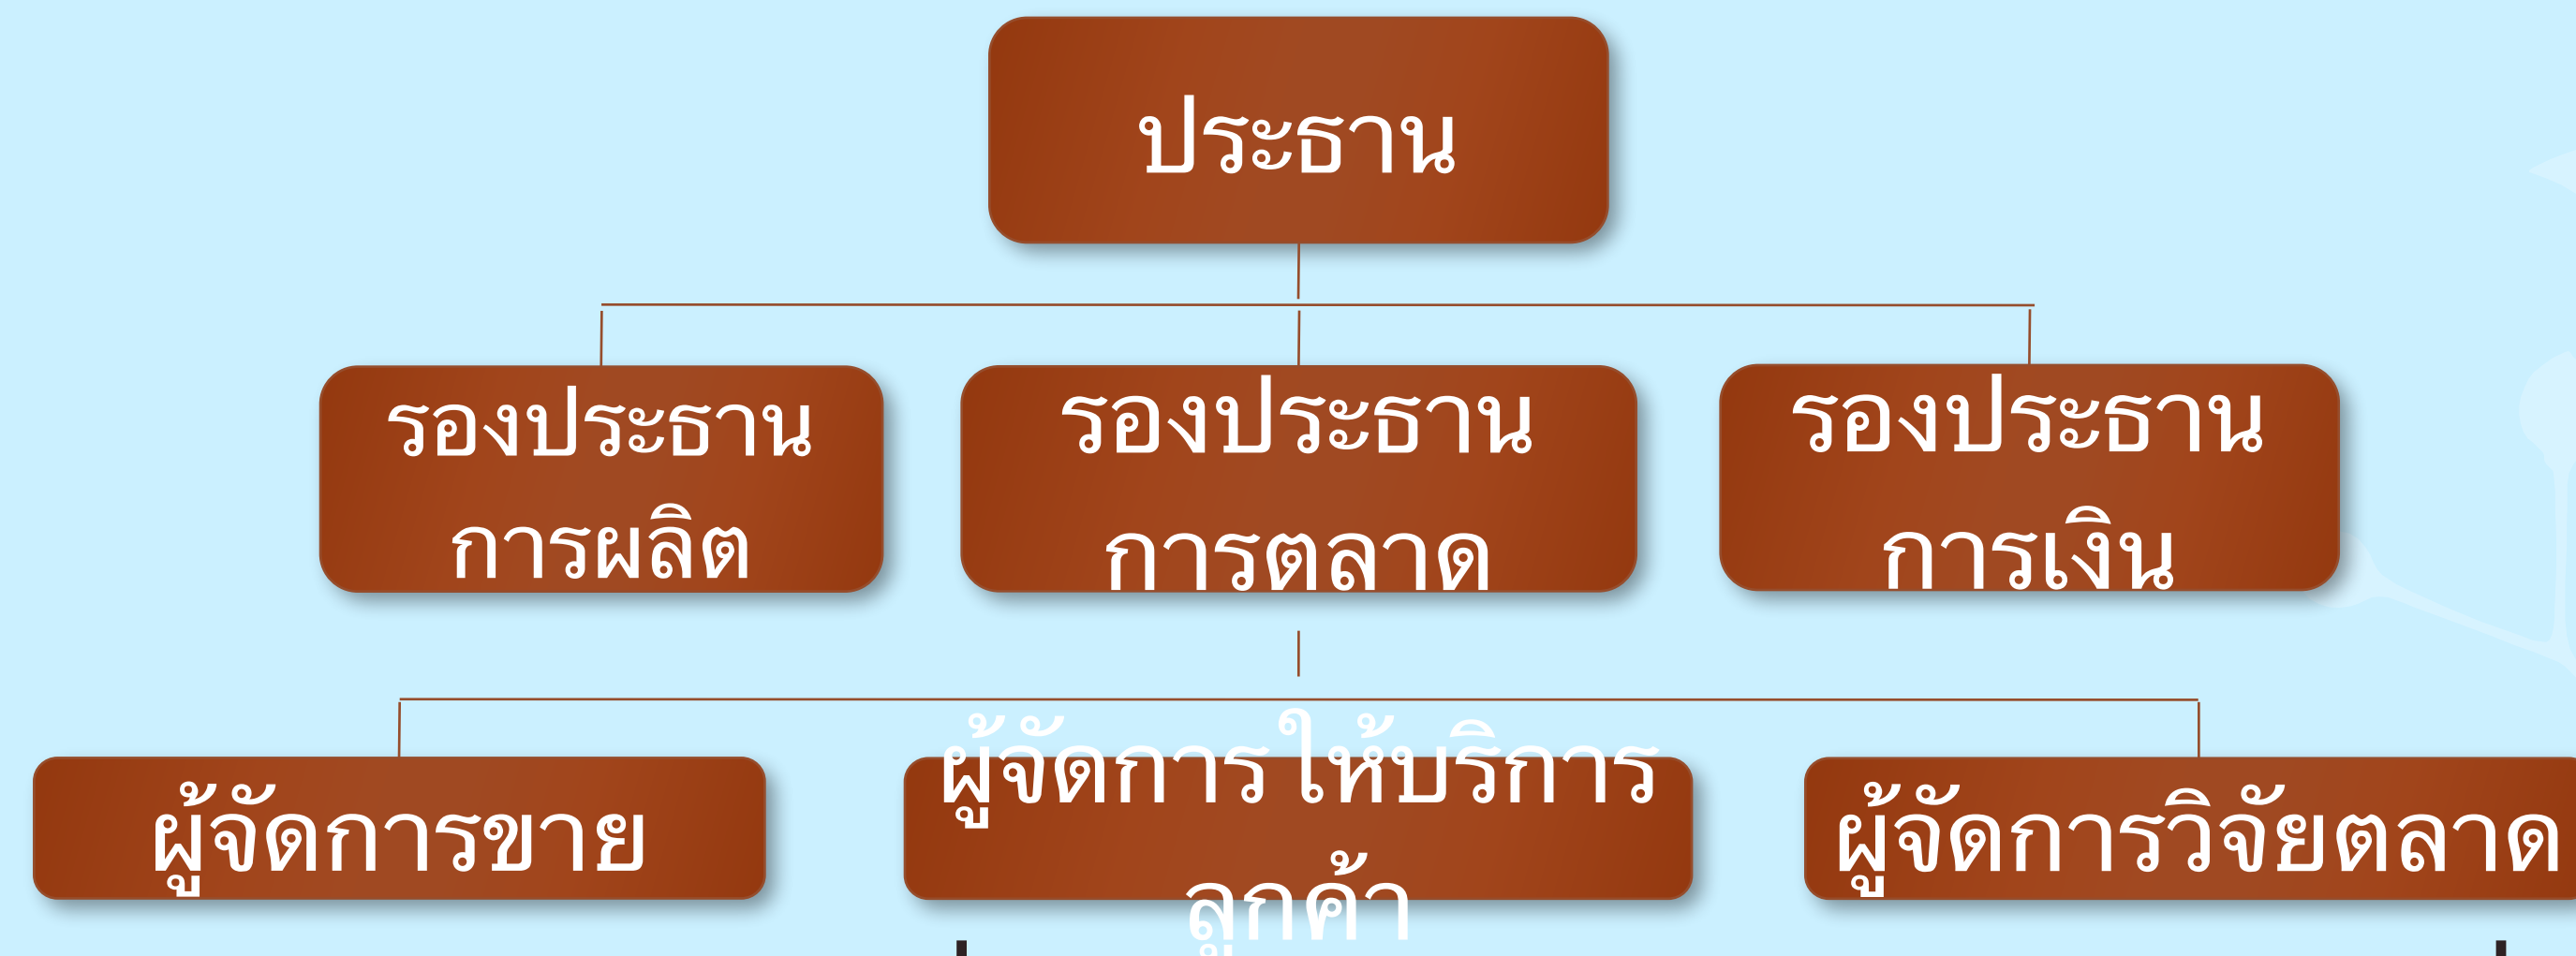 ประธาน
รองประธาน
การผลิต
รองประธาน
การตลาด
รองประธาน
การเงิน
ผู้จัดการขาย
ผู้จัดการ ให้บริการ
ลูกค้า
ผู้จัดการวิจัยตลาด